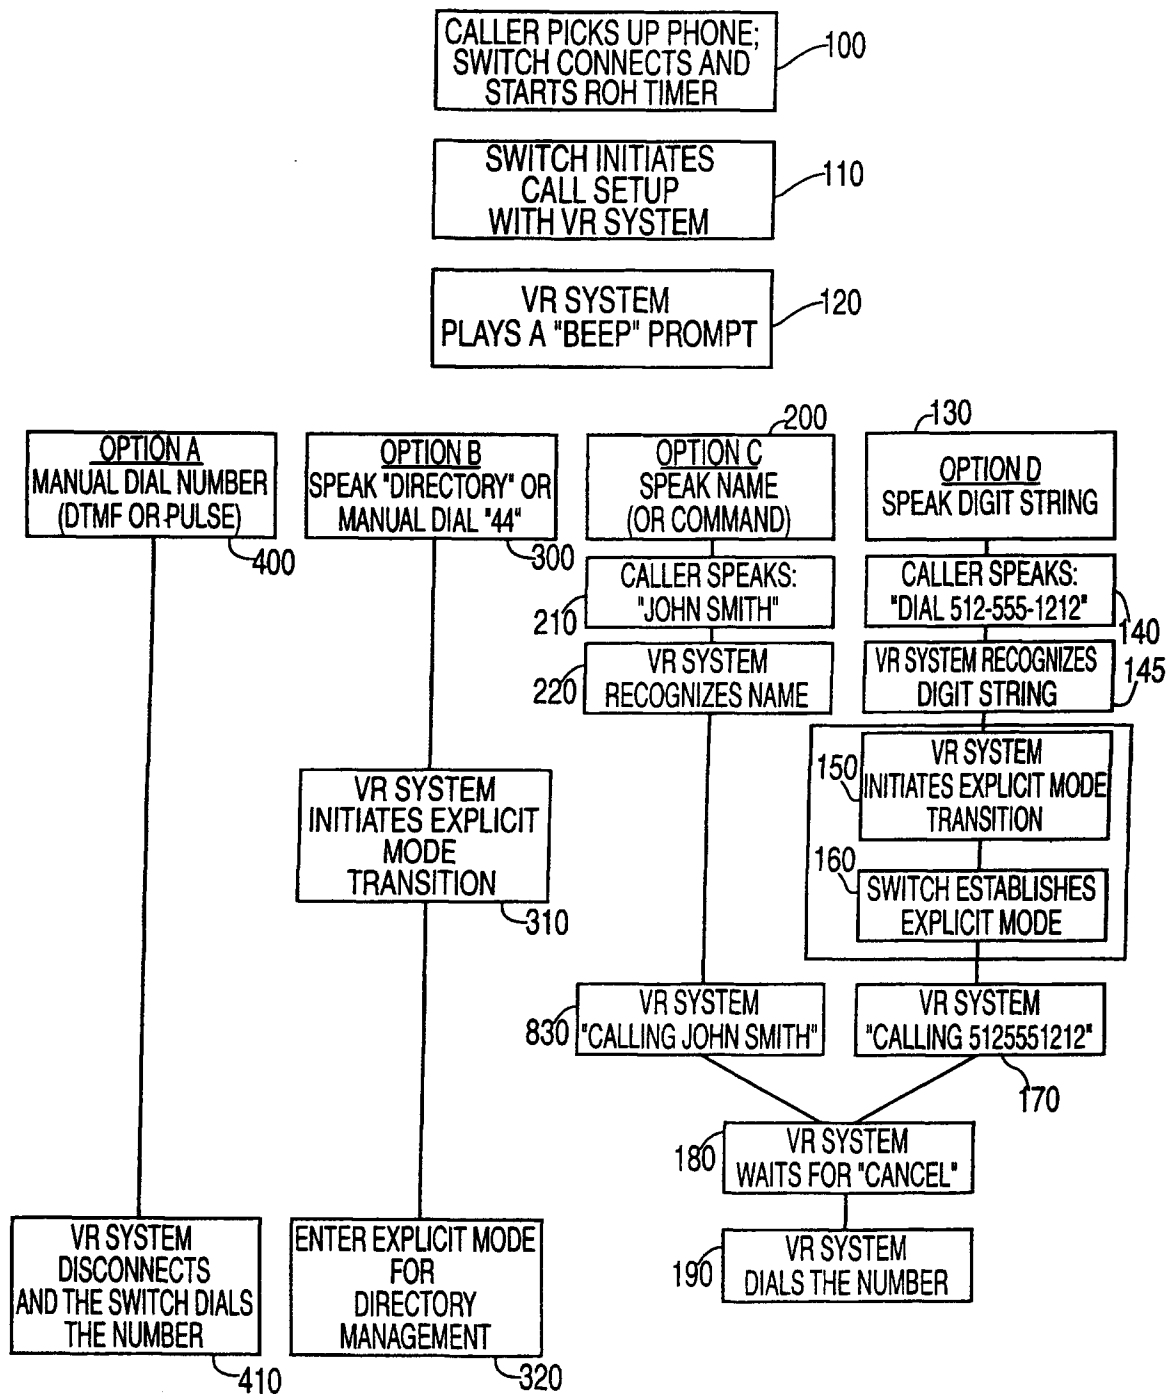 CALLER PICKS UP PHONE;
SWITCH CONNECTS AND
STARTS ROH TIMER
100
SWITCH INITIATES
CALL SETUP
WITH VR SYSTEM
110
VR SYSTEM
PLAYS A "BEEP" PROMPT
120
OPTION A
MANUAL DIAL NUMBER
(DTMF OR PULSE)
400
VR SYSTEM
DISCONNECTS
AND THE SWITCH DIALS
THE NUMBER
410
OPTION B
SPEAK "DIRECTORY" OR
MANUAL DIAL "44"
300
VR SYSTEM
INITIATES EXPLICIT
MODE
TRANSITION
310
ENTER EXPLICIT MODE
FOR
DIRECTORY
MANAGEMENT
320
200
OPTION C
SPEAK NAME
(OR COMMAND)
CALLER SPEAKS:
"JOHN SMITH"
210
VR SYSTEM
RECOGNIZES NAME
220
VR SYSTEM
"CALLING JOHN SMITH"
830
130
OPTION D
SPEAK DIGIT STRING
CALLER SPEAKS:
"DIAL 512-555-1212"
140
VR SYSTEM RECOGNIZES
DIGIT STRING
145
VR SYSTEM
INITIATES EXPLICIT MODE
TRANSITION
150
160
SWITCH ESTABLISHES
EXPLICIT MODE
VR SYSTEM
"CALLING 5125551212"
170
VR SYSTEM
WAITS FOR "CANCEL"
180
VR SYSTEM
DIALS THE NUMBER
190